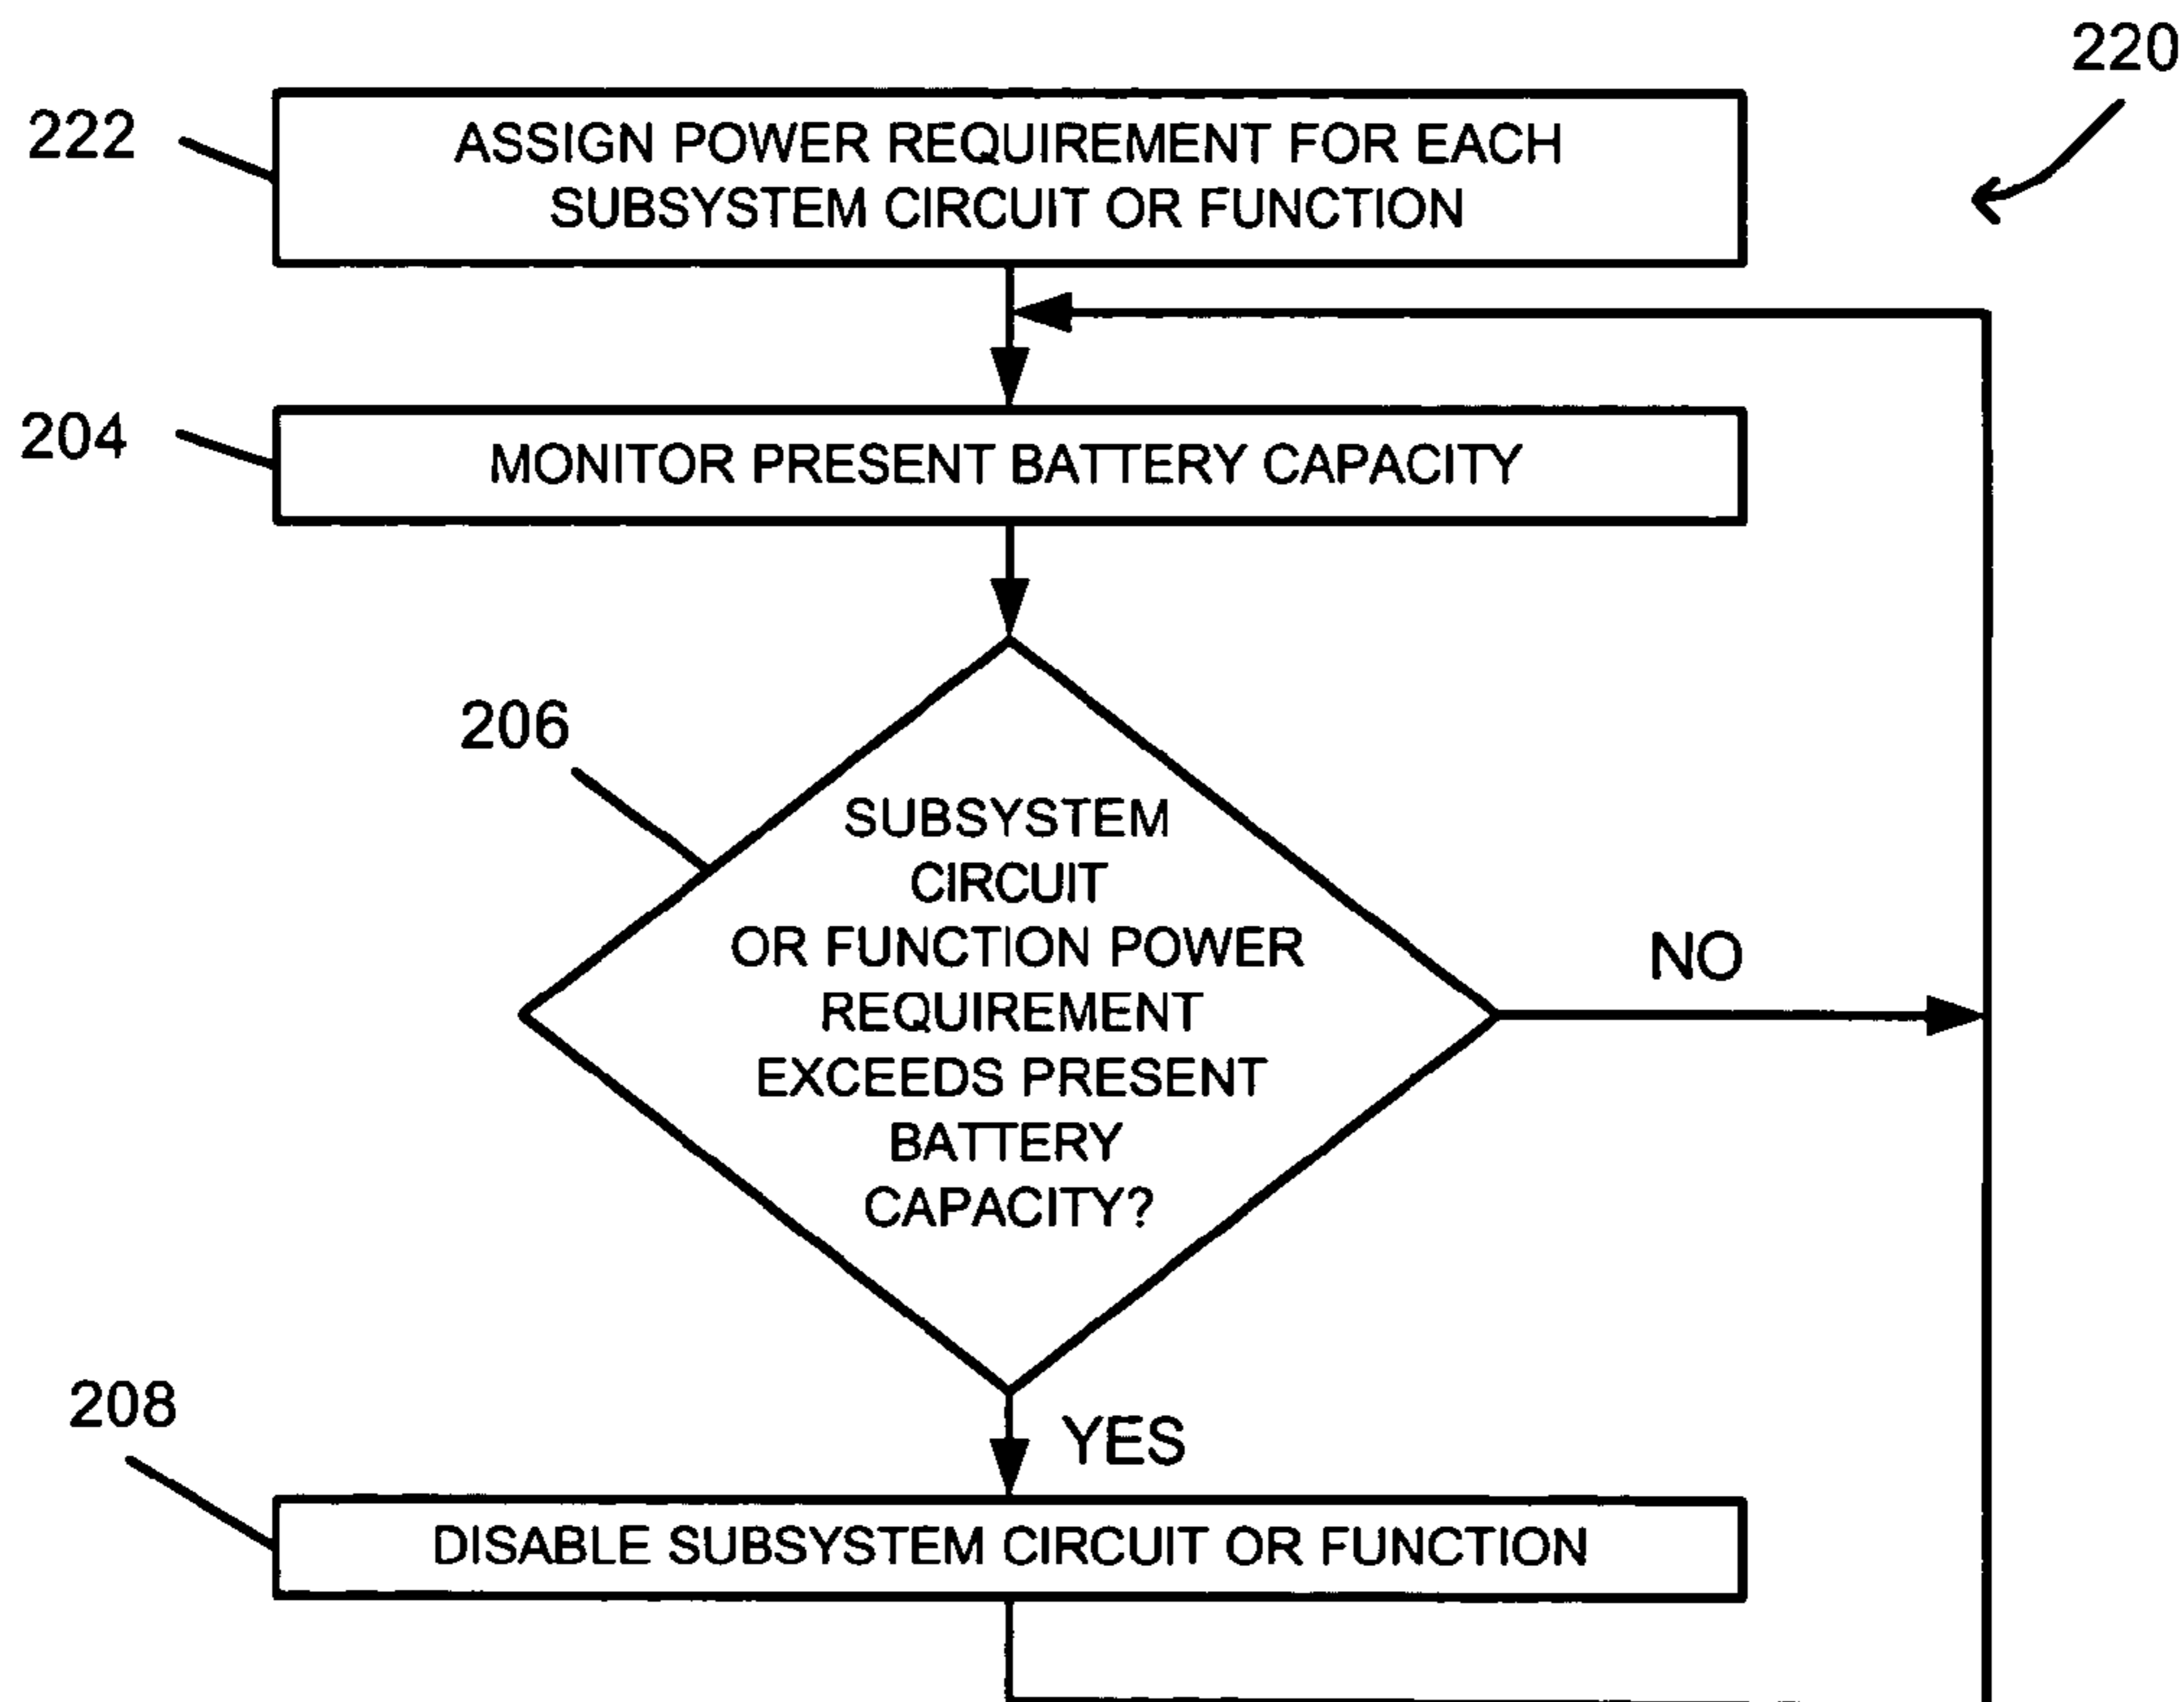 220
222
ASSIGN POWER REQUIREMENT FOR EACH
SUBSYSTEM CIRCUIT OR FUNCTION
204
MONITOR PRESENT BATTERY CAPACITY
206
SUBSYSTEM
CIRCUIT
OR FUNCTION POWER
REQUIREMENT
EXCEEDS PRESENT
BATTERY
CAPACITY?
NO
YES
208
DISABLE SUBSYSTEM CIRCUIT OR FUNCTION